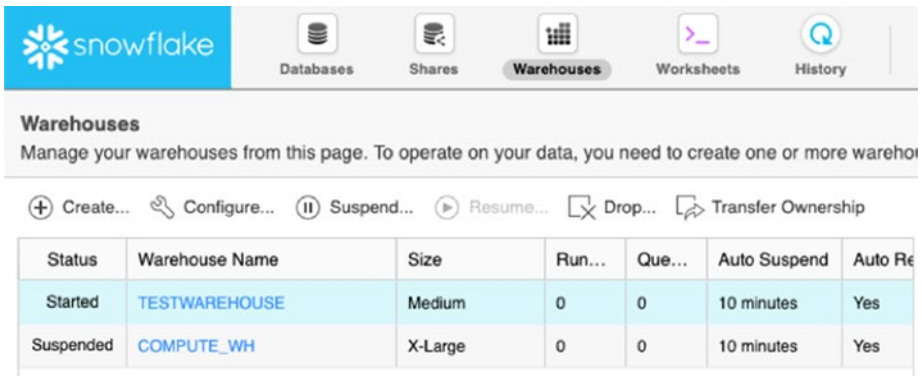 snowflake
Databases Shares Warehouses Worksheets History
Warehouses
Manage your warehouses from this page. To operate on your data, you need to create one or more
Create... Configure... Suspend... Resume... Drop... Transfer Ownership
Status Warehouse Name Size Run... Que... Auto Suspend Auto Re
Started TESTWAREHOUSE Medium 0 0 10 minutes Yes
Suspended COMPUTE_WH X-Large 0 0 10 minutes Yes